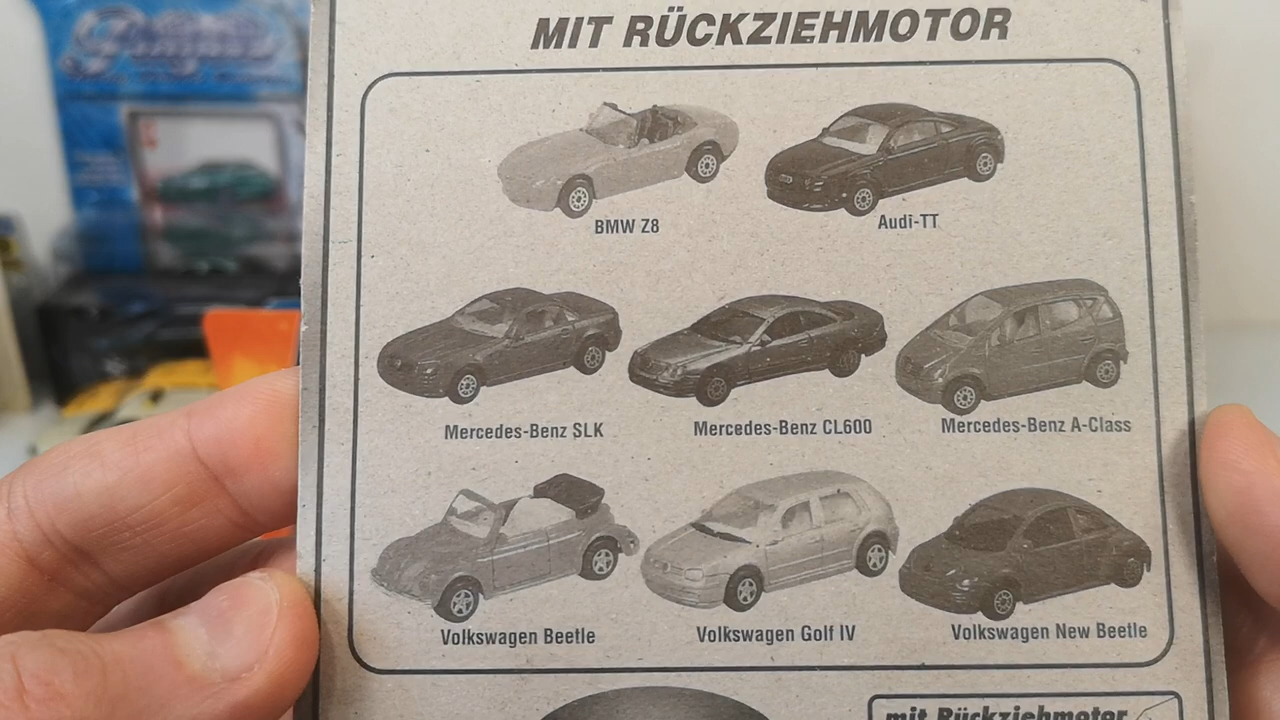 MIT RÜCKZIEHMOTOR
BMW Z8
Audi-TT
Mercedes-Benz SLK
Mercedes-Benz CL600
Mercedes-Benz A-Class
Volkswagen Beetle
Volkswagen Golf IV
Volkswagen New Beetle
mit Rückziehmotor